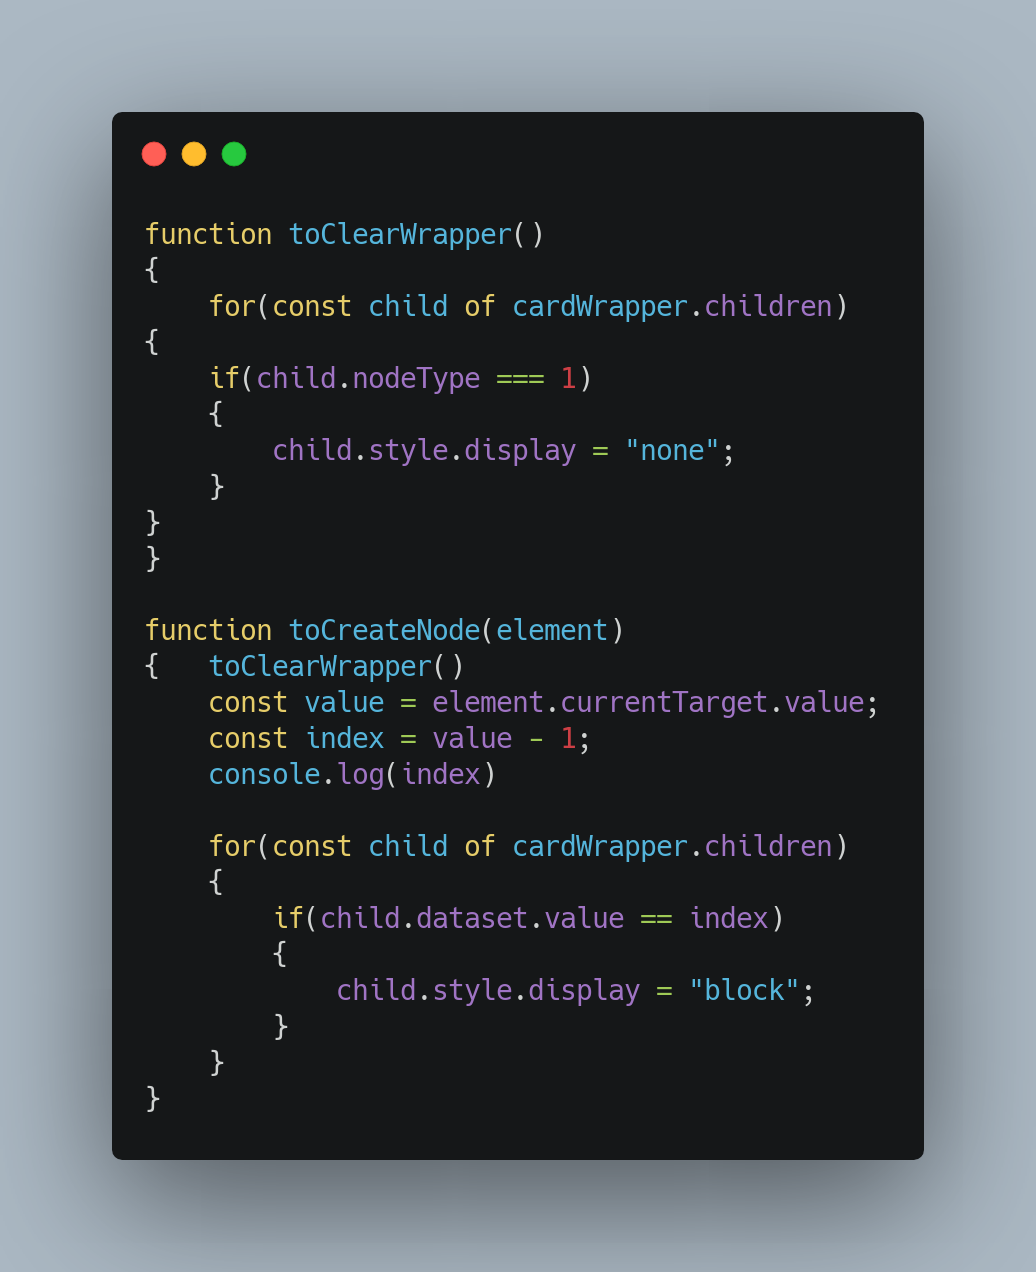 function toClearWrapper()
{
    for(const child of cardWrapper.children)
{
    if(child.nodeType === 1)
    {
        child.style.display = "none";
    }
}
}

function toCreateNode(element)
{   toClearWrapper()
    const value = element.currentTarget.value;
    const index = value - 1;
    console.log(index)

    for(const child of cardWrapper.children)
    {
        if(child.dataset.value == index)
        {
            child.style.display = "block";
        }
    }
}